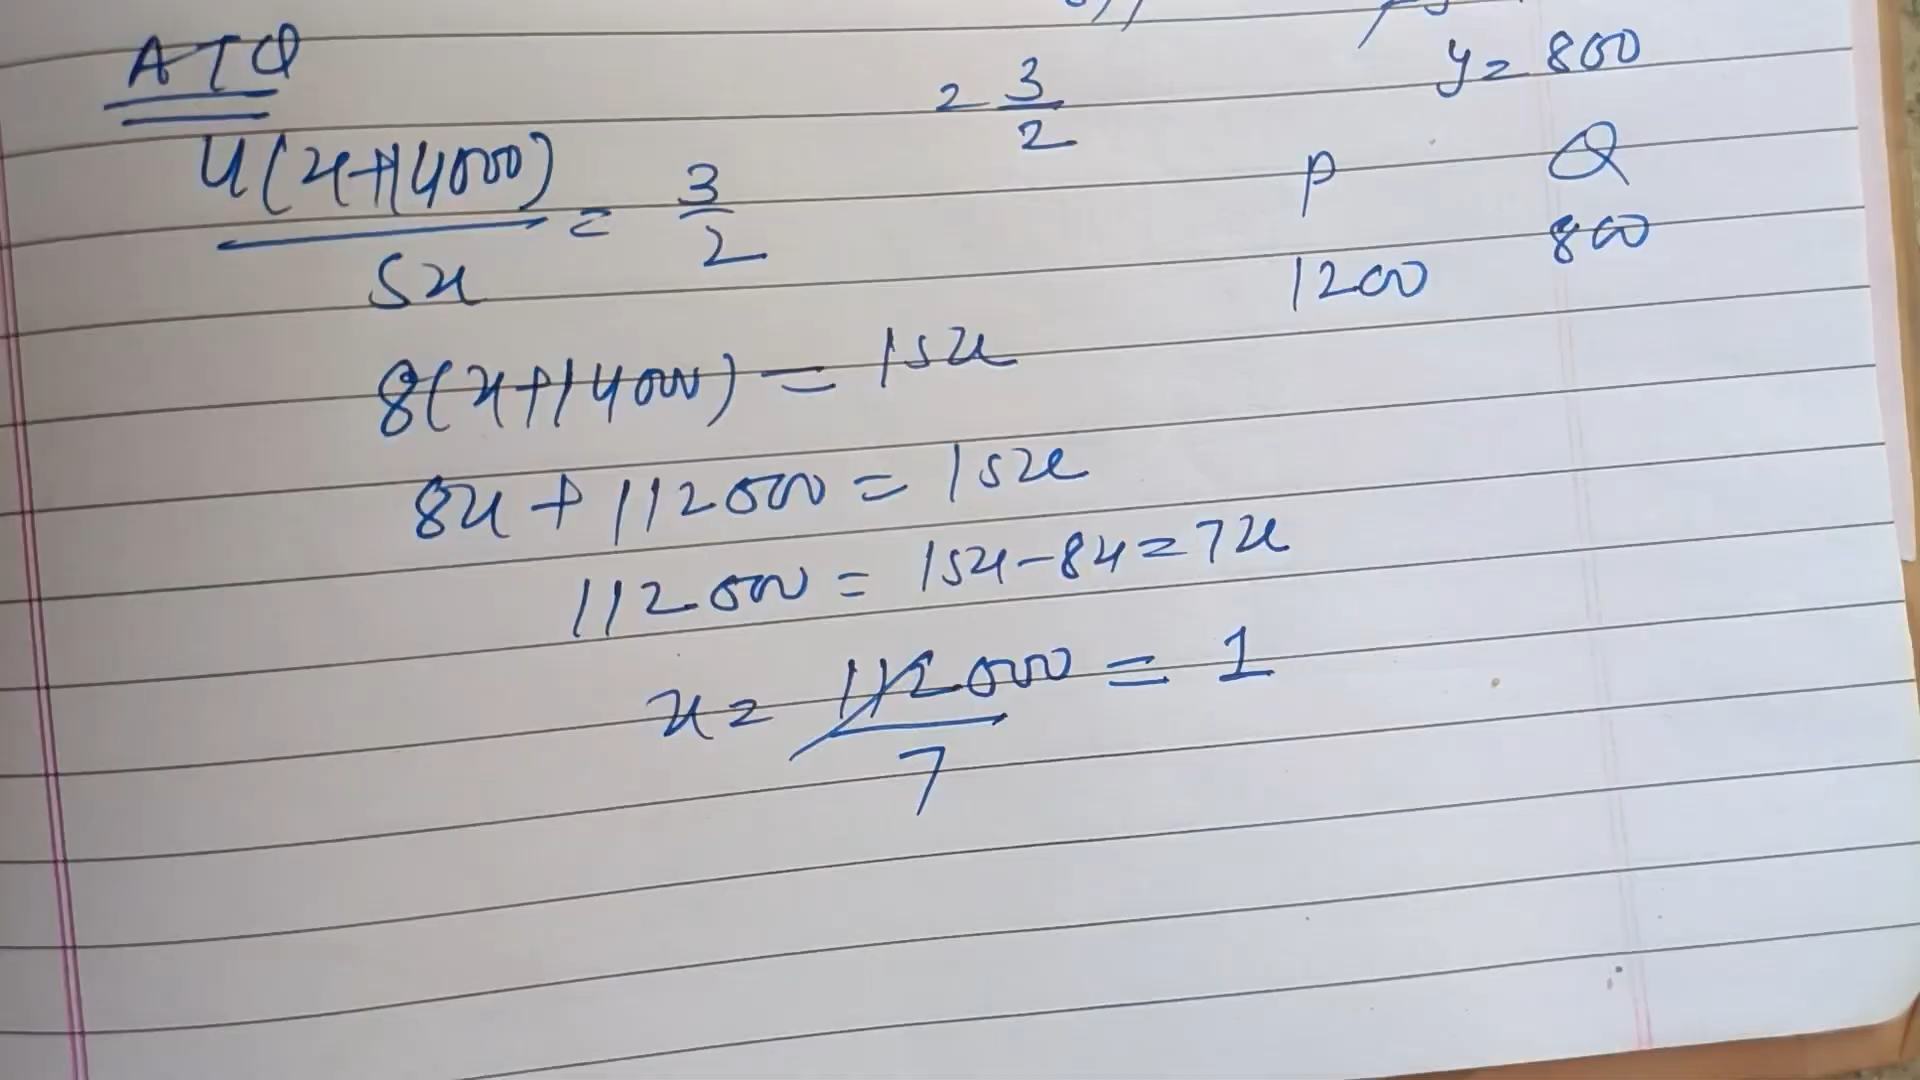 ATQ
4(x+14000)/5x = 3/2
8(x+14000) = 15x
8x + 112000 = 15x
112000 = 15x-8x=7x
x= 112000/7 = 1
= 3/2
y= 800
P Q
1200 800